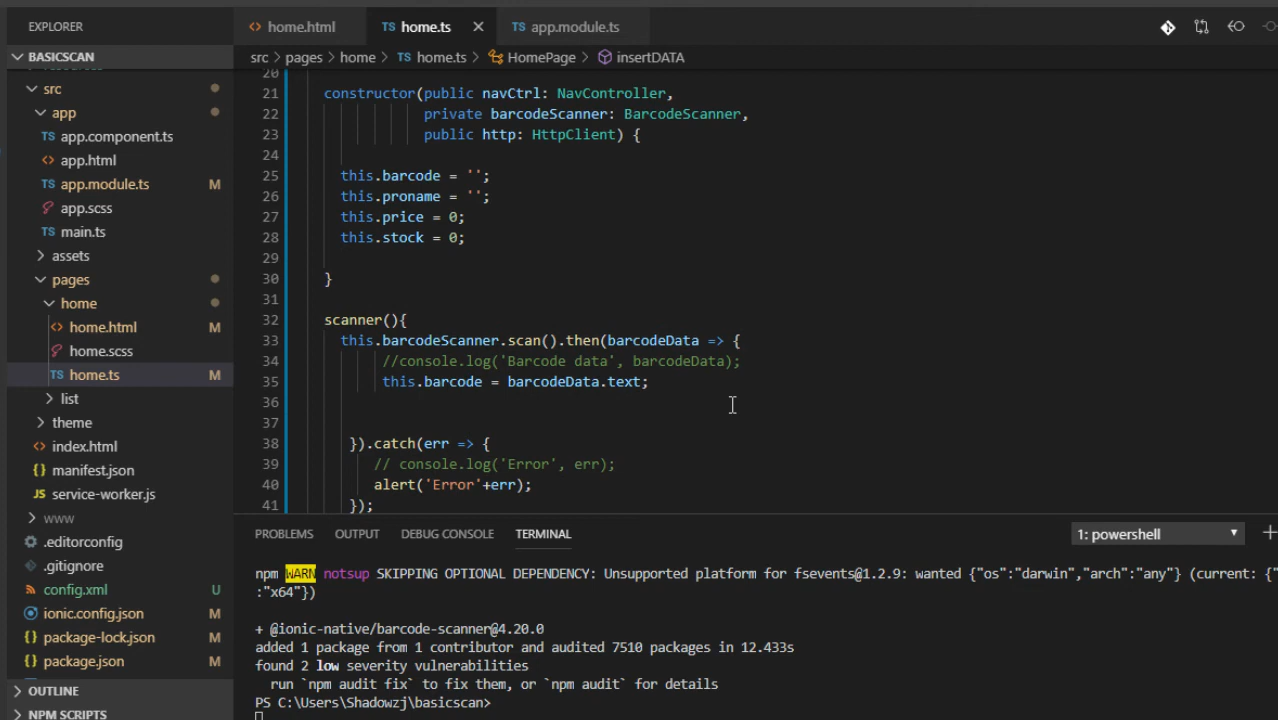 EXPLORER
home.html
TS home.ts
TS app.module.ts
BASICSCAN
src > pages > home > TS home.ts > HomePage > insertDATA
src
app
TS app.component.ts
app.html
TS app.module.ts M
app.scss
TS main.ts
assets
pages
home
home.html M
home.scss
TS home.ts M
list
theme
index.html
{} manifest.json
JS service-worker.js
www
.editorconfig
.gitignore
config.xml U
ionic.config.json M
{} package-lock.json M
{} package.json M
OUTLINE
NPM SCRIPTS
20
21 constructor(public navCtrl: NavController,
22 private barcodeScanner: BarcodeScanner,
23 public http: HttpClient) {
24
25 this.barcode = '';
26 this.proname = '';
27 this.price = 0;
28 this.stock = 0;
29
30 }
31
32 scanner(){
33 this.barcodeScanner.scan().then(barcodeData => {
34 //console.log('Barcode data', barcodeData);
35 this.barcode = barcodeData.text;
36
37
38 }).catch(err => {
39 // console.log('Error', err);
40 alert('Error'+err);
41 });
PROBLEMS OUTPUT DEBUG CONSOLE TERMINAL
1: powershell
npm WARN notsup SKIPPING OPTIONAL DEPENDENCY: Unsupported platform for fsevents@1.2.9: wanted {"os":"darwin","arch":"any"} (current: {"
:"x64"})
+ @ionic-native/barcode-scanner@4.20.0
added 1 package from 1 contributor and audited 7510 packages in 12.433s
found 2 low severity vulnerabilities
run `npm audit fix` to fix them, or `npm audit` for details
PS C:\Users\Shadowzj\basicscan>